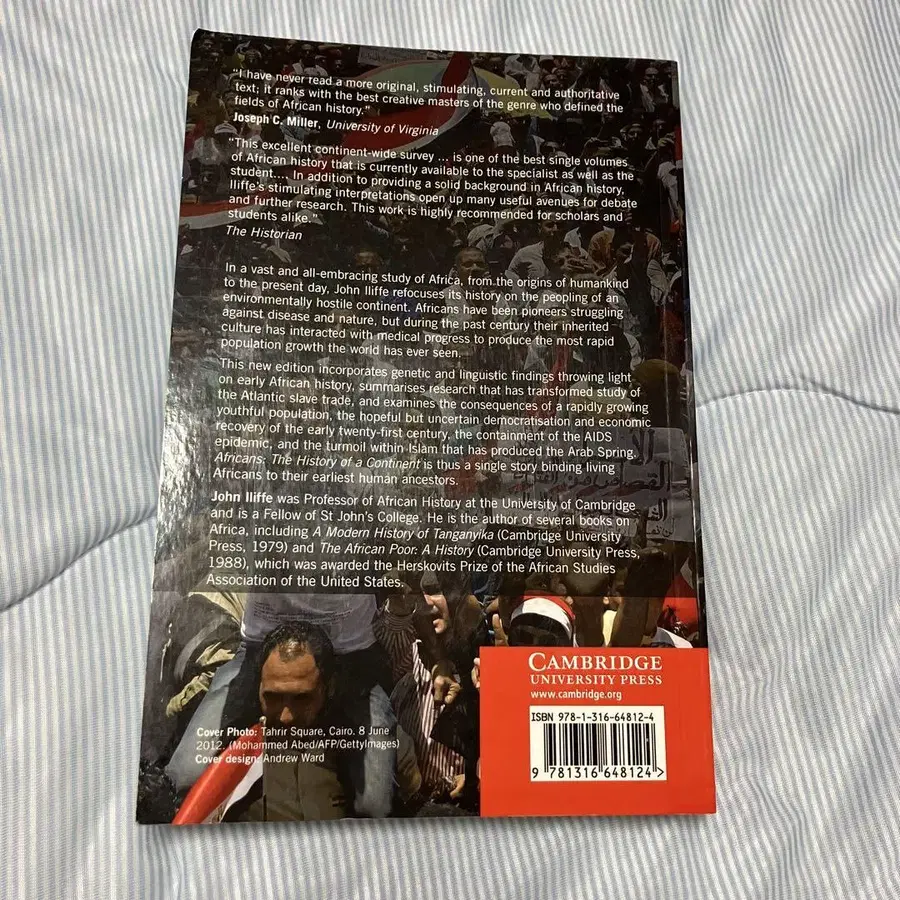 "I have never read a more original, stimulating, current and authoritative
text; it ranks with the best creative masters of the genre who defined the
fields of African history."
Joseph C. Miller, University of Virginia
"This excellent continent-wide survey ... is one of the best single volumes
of African history that is currently available to the specialist as well as the
student.... In addition to providing a solid background in African history,
Iliffe's stimulating interpretations open up many useful avenues for debate
and further research. This work is highly recommended for scholars and
students alike."
The Historian
In a vast and all-embracing study of Africa, from the origins of humankind
to the present day, John Iliffe refocuses its history on the peopling of an
environmentally hostile continent. Africans have been pioneers struggling
against disease and nature, but during the past century their inherited
culture has interacted with medical progress to produce the most rapid
population growth the world has ever seen.
This new edition incorporates genetic and linguistic findings throwing light
on early African history, summarises research that has transformed study of
the Atlantic slave trade, and examines the consequences of a rapidly growing
youthful population, the hopeful but uncertain democratisation and economic
recovery of the early twenty-first century, the containment of the AIDS
epidemic, and the turmoil within Islam that has produced the Arab Spring.
Africans: The History of a Continent is thus a single story binding living
Africans to their earliest human ancestors.
John Iliffe was Professor of African History at the University of Cambridge
and is a Fellow of St John's College. He is the author of several books on
Africa, including A Modern History of Tanganyika (Cambridge University
Press, 1979) and The African Poor: A History (Cambridge University Press,
1988), which was awarded the Herskovits Prize of the African Studies
Association of the United States.
CAMBRIDGE
UNIVERSITY PRESS
www.cambridge.org
ISBN 978-1-316-64812-4
9 781316 648124 >
Cover Photo: Tahrir Square, Cairo. 8 June
2012. (Mohammed Abed/AFP/GettyImages)
Cover design: Andrew Ward